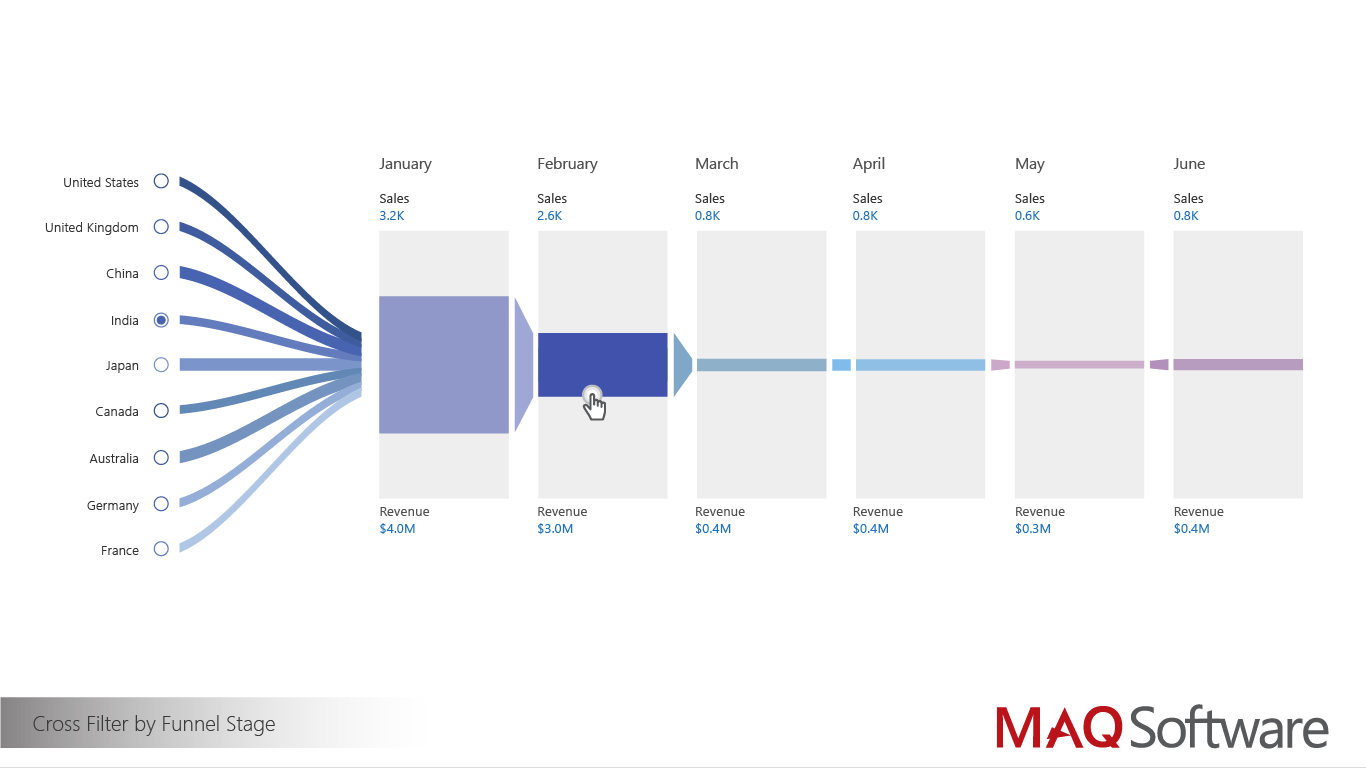 January February March April May June
Sales Sales Sales Sales Sales Sales
3.2K 2.6K 0.8K 0.8K 0.6K 0.8K
United States
United Kingdom
China
India
Japan
Canada
Australia
Germany
France
Revenue Revenue Revenue Revenue Revenue Revenue
$4.0M $3.0M $0.4M $0.4M $0.3M $0.4M
Cross Filter by Funnel Stage
MAQ Software